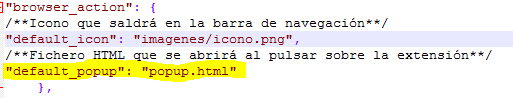 "browser_action": {
/**Icono que saldrá en la barra de navegación**/
"default_icon": "imagenes/icono.png",
/**Fichero HTML que se abrirá al pulsar sobre la extensión**/
"default_popup": "popup.html"
},